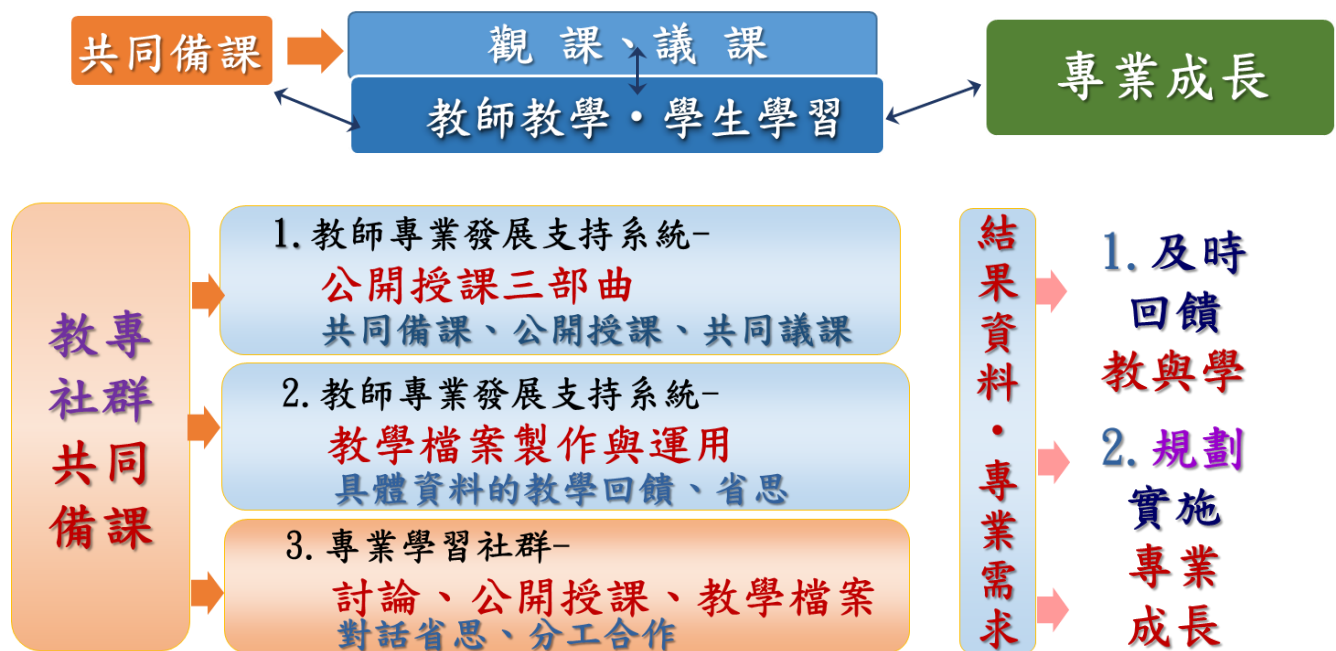 共同備課
觀 課、議 課
教師教學・學生學習
專業成長
教專
社群
共同
備課
1.教師專業發展支持系統-
公開授課三部曲
共同備課、公開授課、共同議課
2.教師專業發展支持系統-
教學檔案製作與運用
具體資料的教學回饋、省思
3.專業學習社群-
討論、公開授課、教學檔案
對話省思、分工合作
結果資料・專業需求
1.及時
回饋
教與學
2.規劃
實施
專業
成長